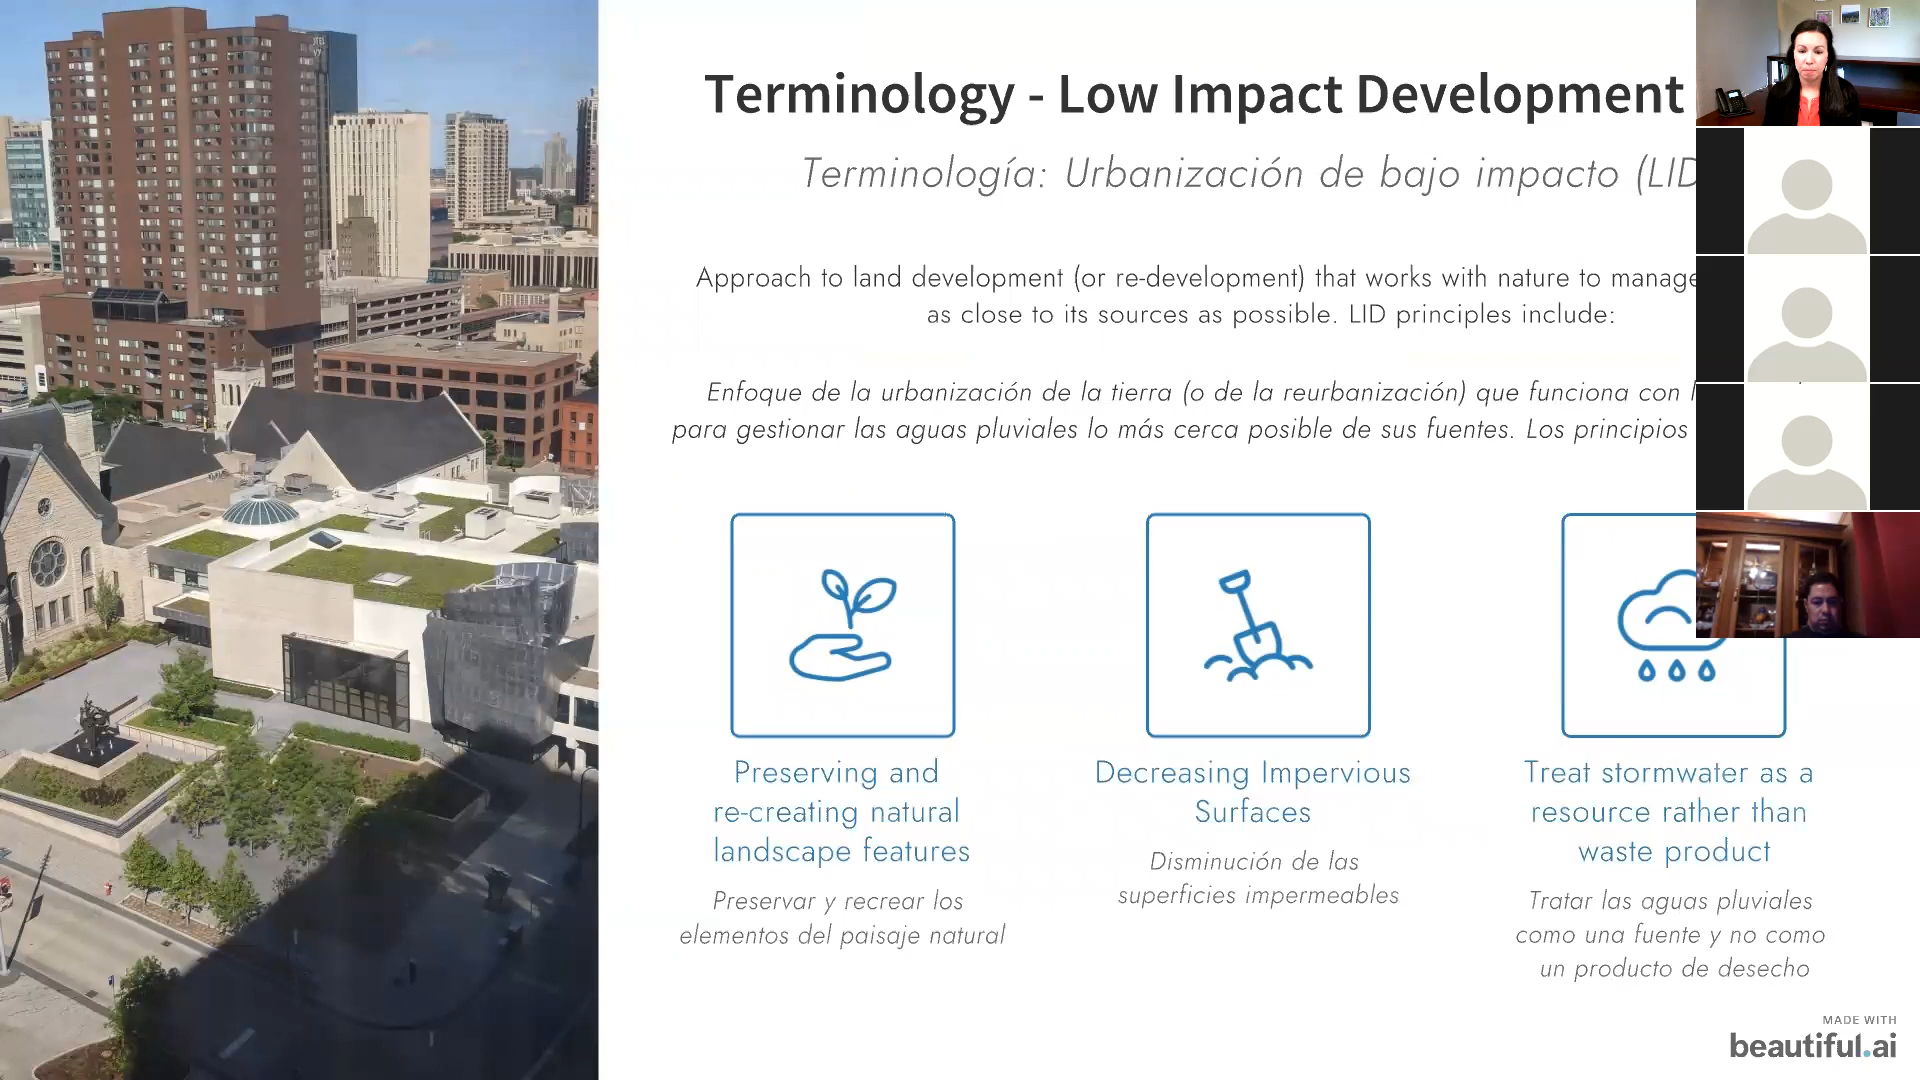 Terminology - Low Impact Development
Terminología: Urbanización de bajo impacto (LID
Approach to land development (or re-development) that works with nature to manage
as close to its sources as possible. LID principles include:
Enfoque de la urbanización de la tierra (o de la reurbanización) que funciona con
para gestionar las aguas pluviales lo más cerca posible de sus fuentes. Los principios
Preserving and
re-creating natural
landscape features
Preservar y recrear los
elementos del paisaje natural
Decreasing Impervious
Surfaces
Disminución de las
superficies impermeables
Treat stormwater as a
resource rather than
waste product
Tratar las aguas pluviales
como una fuente y no como
un producto de desecho
MADE WITH
beautiful.ai